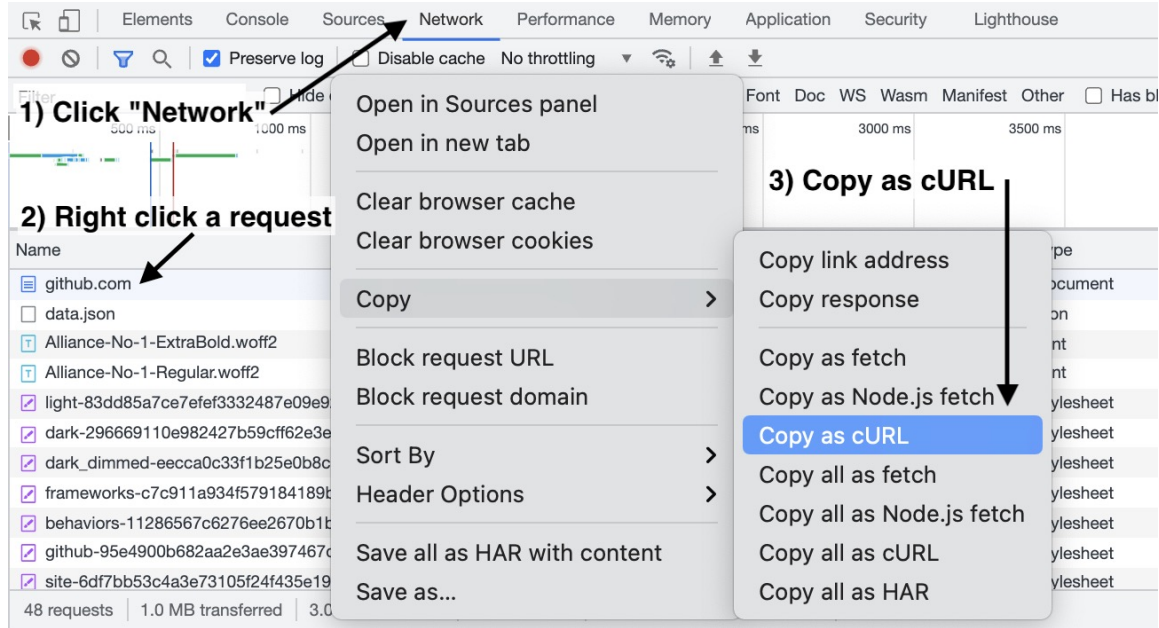 Elements Console Sources Network Performance Memory Application Security Lighthouse
Preserve log Disable cache No throttling
Filter Hide Font Doc WS Wasm Manifest Other Has bl
1) Click "Network"
500 ms 1000 ms ms 3000 ms 3500 ms
2) Right click a request
3) Copy as cURL
Name
github.com
data.json
Alliance-No-1-ExtraBold.woff2
Alliance-No-1-Regular.woff2
light-83dd85a7ce7efef3332487e09e9
dark-296669110e982427b59cff62e3e
dark_dimmed-eecca0c33f1b25e0b8c
frameworks-c7c911a934f579184189b
behaviors-11286567c6276ee2670b1b
github-95e4900b682aa2e3ae397467c
site-6df7bb53c4a3e73105f24f435e19
48 requests 1.0 MB transferred 3.0
Open in Sources panel
Open in new tab
Clear browser cache
Clear browser cookies
Copy
Block request URL
Block request domain
Sort By
Header Options
Save all as HAR with content
Save as...
Copy link address
Copy response
Copy as fetch
Copy as Node.js fetch
Copy as cURL
Copy all as fetch
Copy all as Node.js fetch
Copy all as cURL
Copy all as HAR
pe
ocument
on
nt
nt
ylesheet
ylesheet
ylesheet
ylesheet
ylesheet
ylesheet
ylesheet